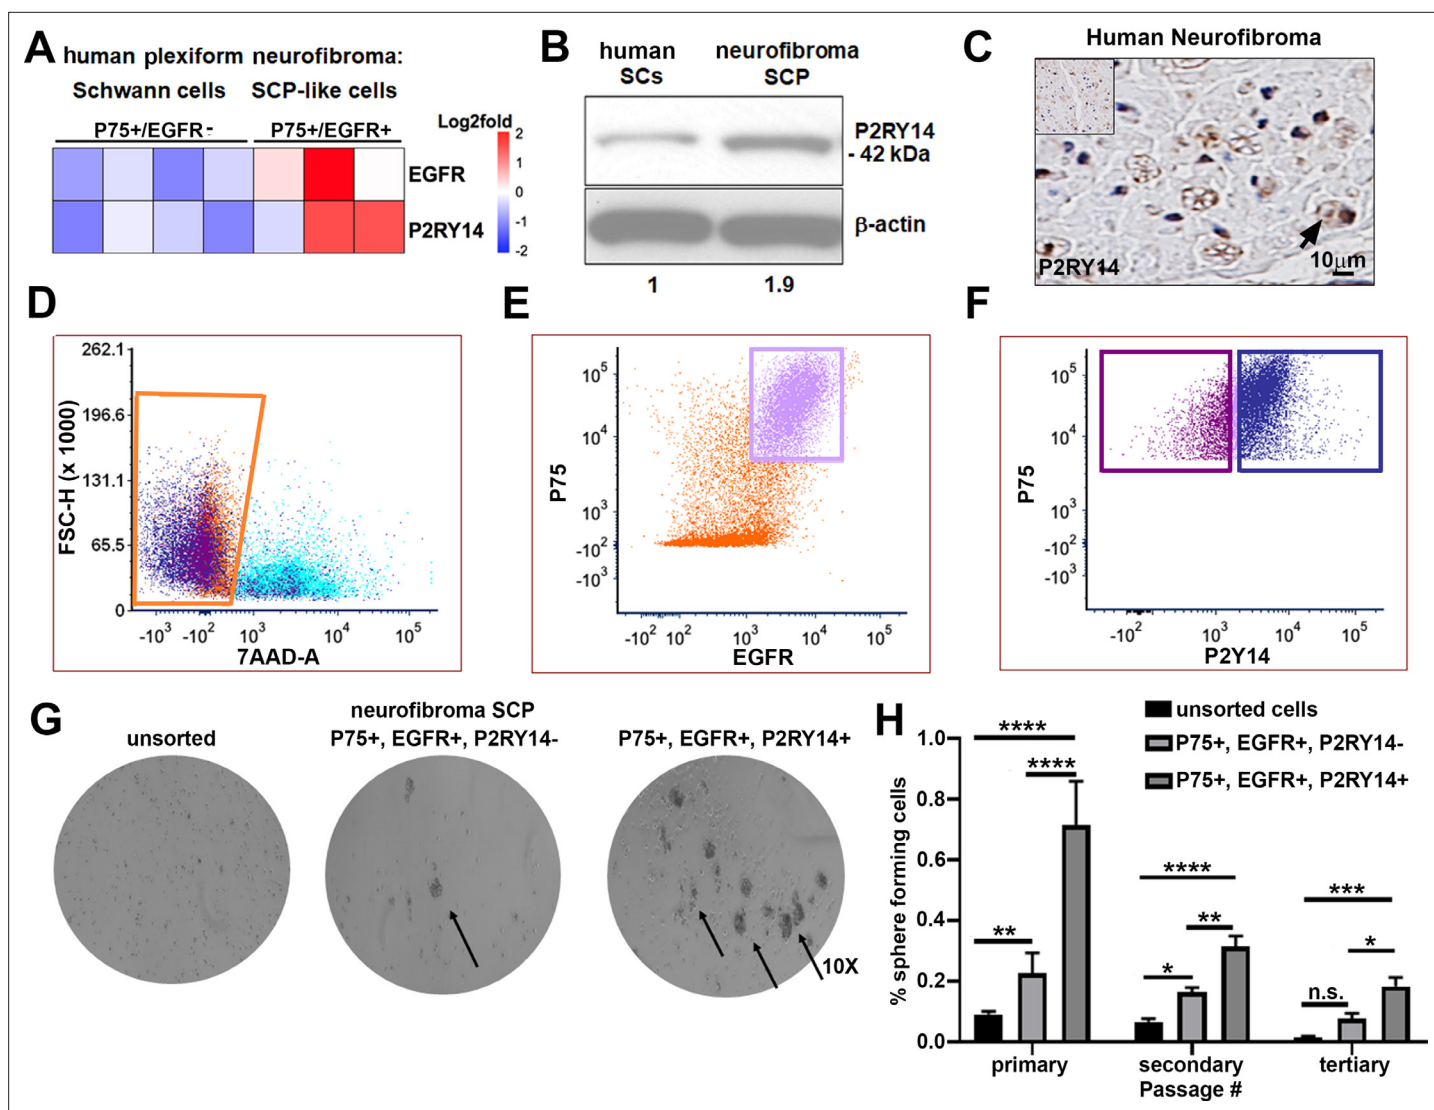 A
human plexiform neurofibroma:
Schwann cells SCP-like cells
P75+/EGFR- P75+/EGFR+
Log2fold
2
1
0
-1
-2
EGFR
P2RY14
B
human neurofibroma
SCs SCP
P2RY14
- 42 kDa
β-actin
1 1.9
C
Human Neurofibroma
P2RY14
10μm
D
FSC-H (x 1000)
262.1
196.6
131.1
65.5
0
-10³ -10² 10³ 10⁴ 10⁵
7AAD-A
E
P75
10⁵
10⁴
10³
-10²
-10³
-10² 10² 10³ 10⁴ 10⁵
EGFR
F
P75
10⁵
10⁴
10³
-10²
-10³
-10² 10³ 10⁴ 10⁵
P2Y14
G
neurofibroma SCP
unsorted P75+, EGFR+, P2RY14- P75+, EGFR+, P2RY14+
10X
H
unsorted cells
P75+, EGFR+, P2RY14-
P75+, EGFR+, P2RY14+
% sphere forming cells
1.0
0.8
0.6
0.4
0.2
0.0
****
****
**
****
**
*
***
*
n.s.
primary secondary tertiary
Passage #